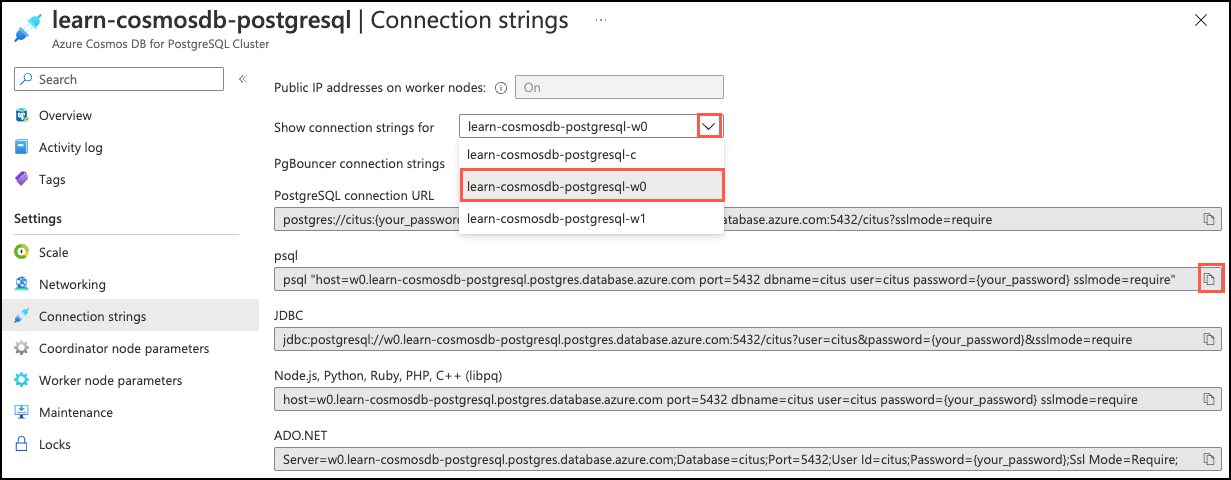 learn-cosmosdb-postgresql | Connection strings ...
Azure Cosmos DB for PostgreSQL Cluster
Search
Overview
Activity log
Tags
Settings
Scale
Networking
Connection strings
Coordinator node parameters
Worker node parameters
Maintenance
Locks
Public IP addresses on worker nodes: On
Show connection strings for learn-cosmosdb-postgresql-w0
learn-cosmosdb-postgresql-c
learn-cosmosdb-postgresql-w0
learn-cosmosdb-postgresql-w1
PgBouncer connection strings
PostgreSQL connection URL
postgres://citus:{your_passwo database.azure.com:5432/citus?sslmode=require
psql
psql "host=w0.learn-cosmosdb-postgresql.postgres.database.azure.com port=5432 dbname=citus user=citus password={your_password} sslmode=require"
JDBC
jdbc:postgresql://w0.learn-cosmosdb-postgresql.postgres.database.azure.com:5432/citus?user=citus&password={your_password}&sslmode=require
Node.js, Python, Ruby, PHP, C++ (libpq)
host=w0.learn-cosmosdb-postgresql.postgres.database.azure.com port=5432 dbname=citus user=citus password={your_password} sslmode=require
ADO.NET
Server=w0.learn-cosmosdb-postgresql.postgres.database.azure.com;Database=citus;Port=5432;User Id=citus;Password={your_password};Ssl Mode=Require;